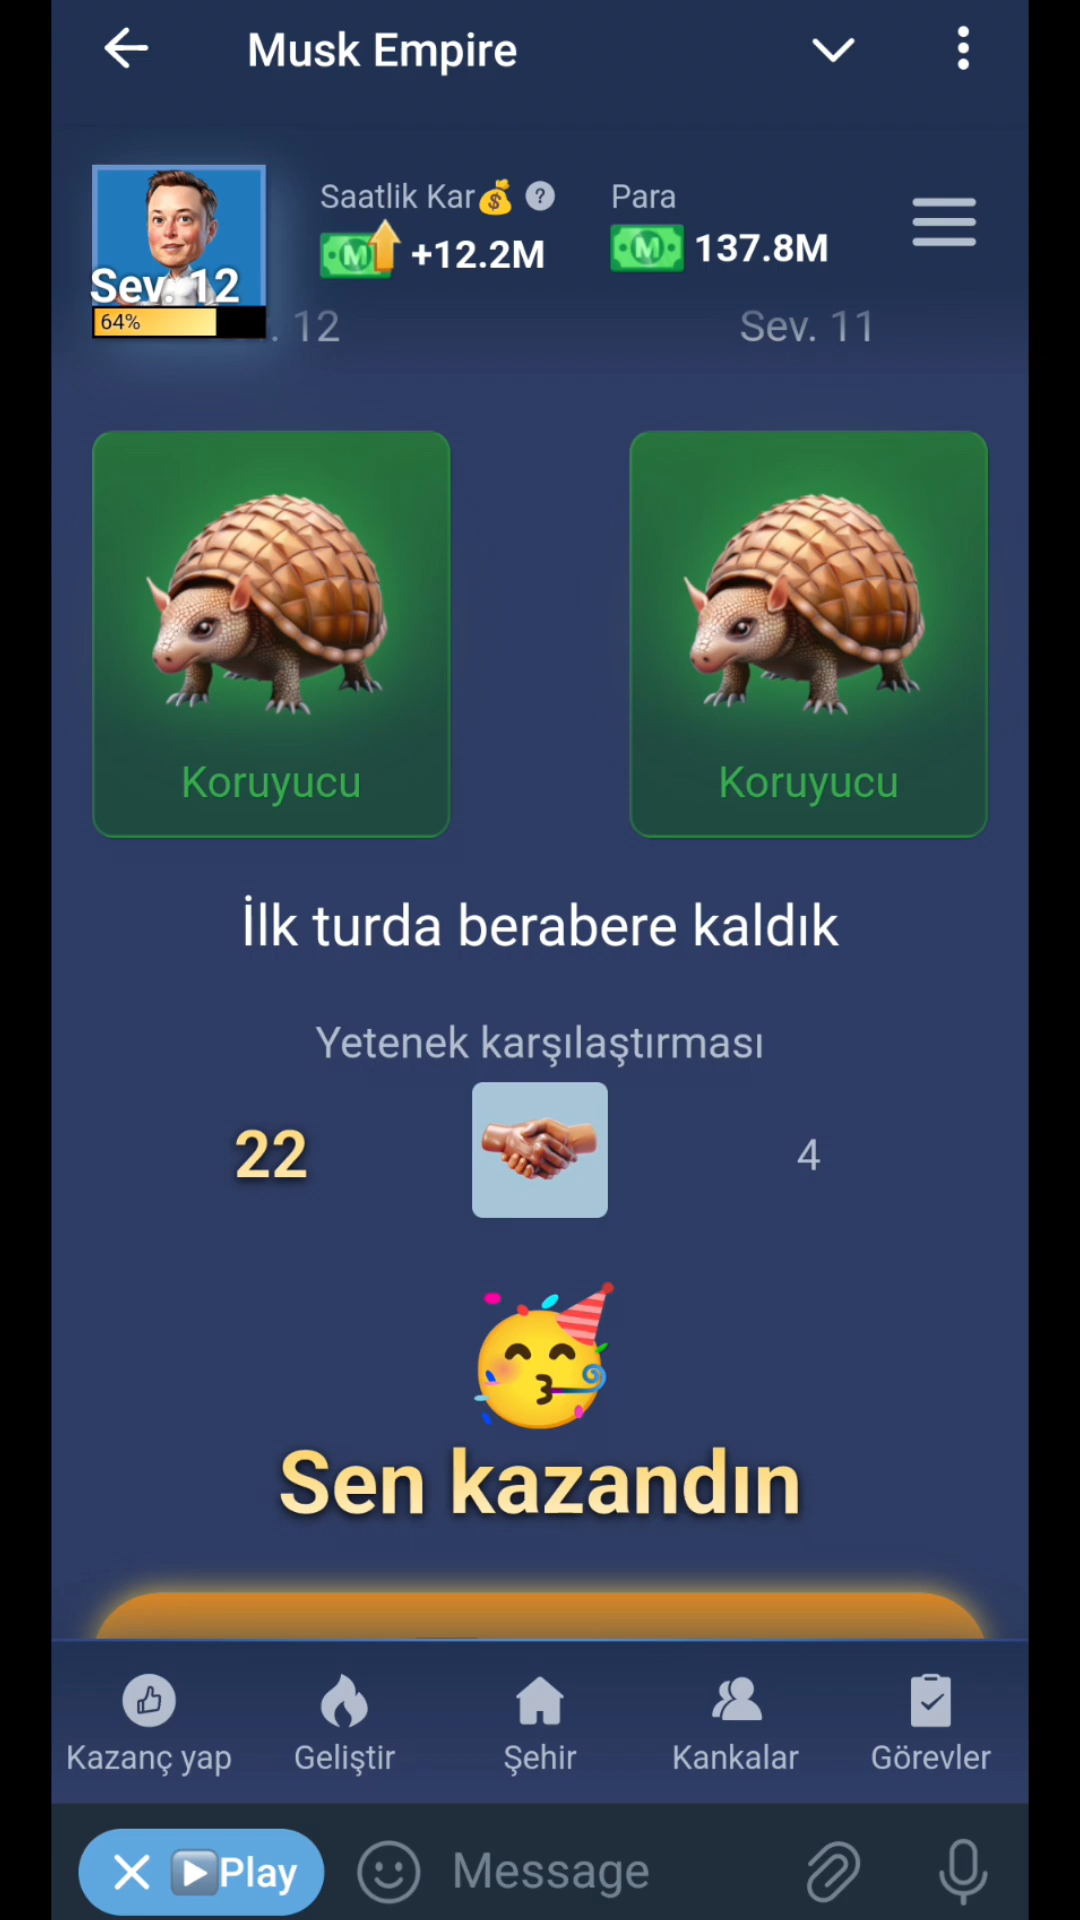 Musk Empire
Saatlik Kar ?
Para
M +12.2M
M 137.8M
Sev. 12
64%
. 12
Sev. 11
Koruyucu
Koruyucu
İlk turda berabere kaldık
Yetenek karşılaştırması
22
4
Sen kazandın
Kazanç yap
Geliştir
Şehir
Kankalar
Görevler
Play
Message